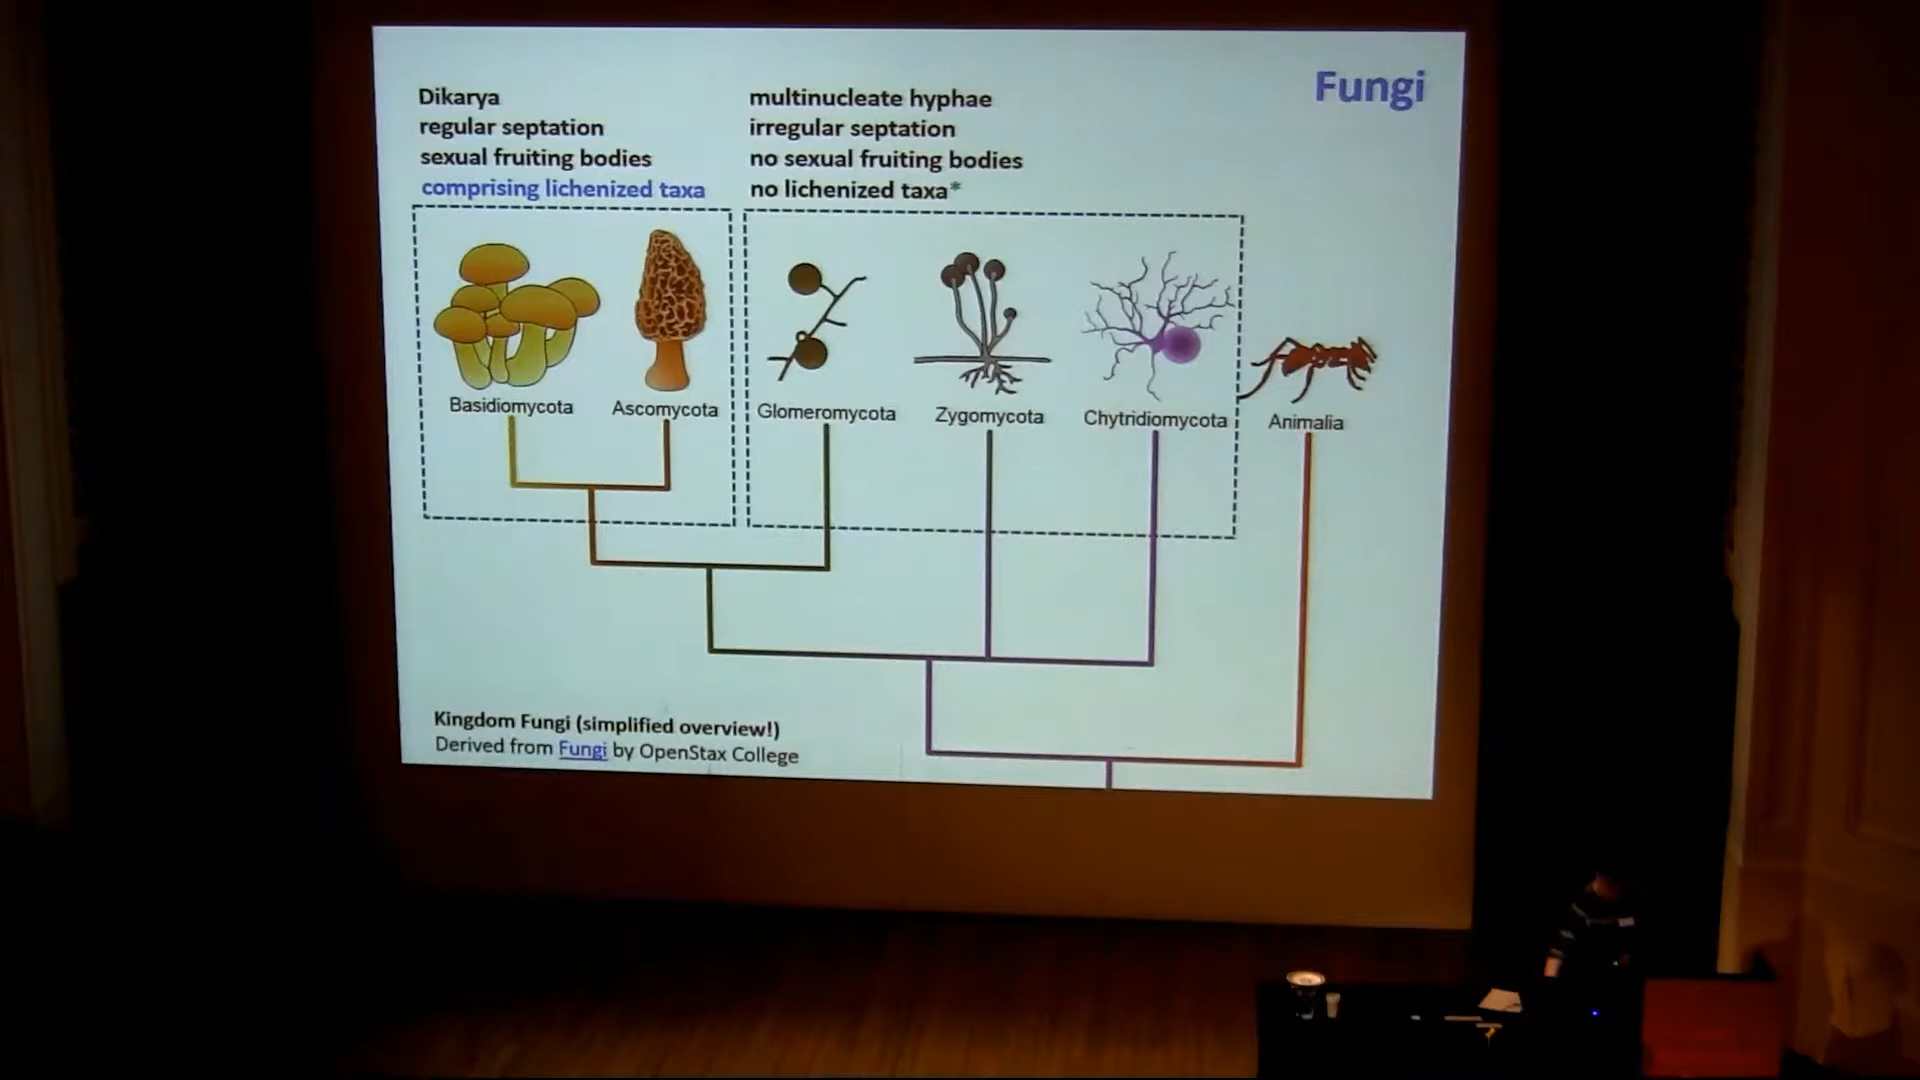 Fungi
Dikarya
regular septation
sexual fruiting bodies
comprising lichenized taxa
multinucleate hyphae
irregular septation
no sexual fruiting bodies
no lichenized taxa*
Basidiomycota
Ascomycota
Glomeromycota
Zygomycota
Chytridiomycota
Animalia
Kingdom Fungi (simplified overview!)
Derived from Fungi by OpenStax College